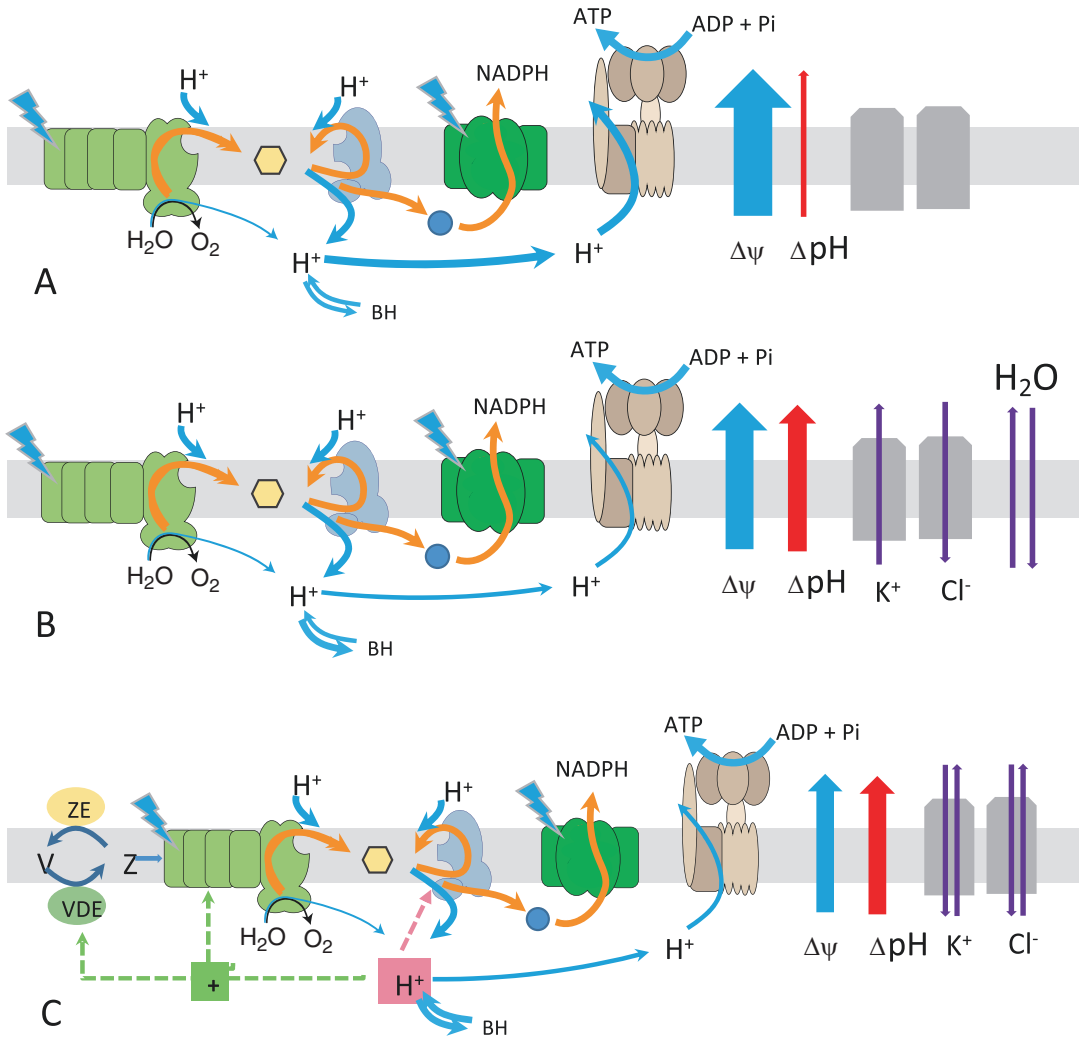 ATP
ADP + Pi
H⁺
H⁺
NADPH
H₂O
O₂
H⁺
H⁺
Δψ
ΔpH
A
BH
ATP
ADP + Pi
H₂O
H⁺
H⁺
NADPH
H₂O
O₂
H⁺
H⁺
Δψ
ΔpH
K⁺
Cl⁻
B
BH
ATP
ADP + Pi
NADPH
H⁺
H⁺
ZE
V
Z
VDE
H₂O
O₂
H⁺
Δψ
ΔpH
K⁺
Cl⁻
+
H⁺
C
BH